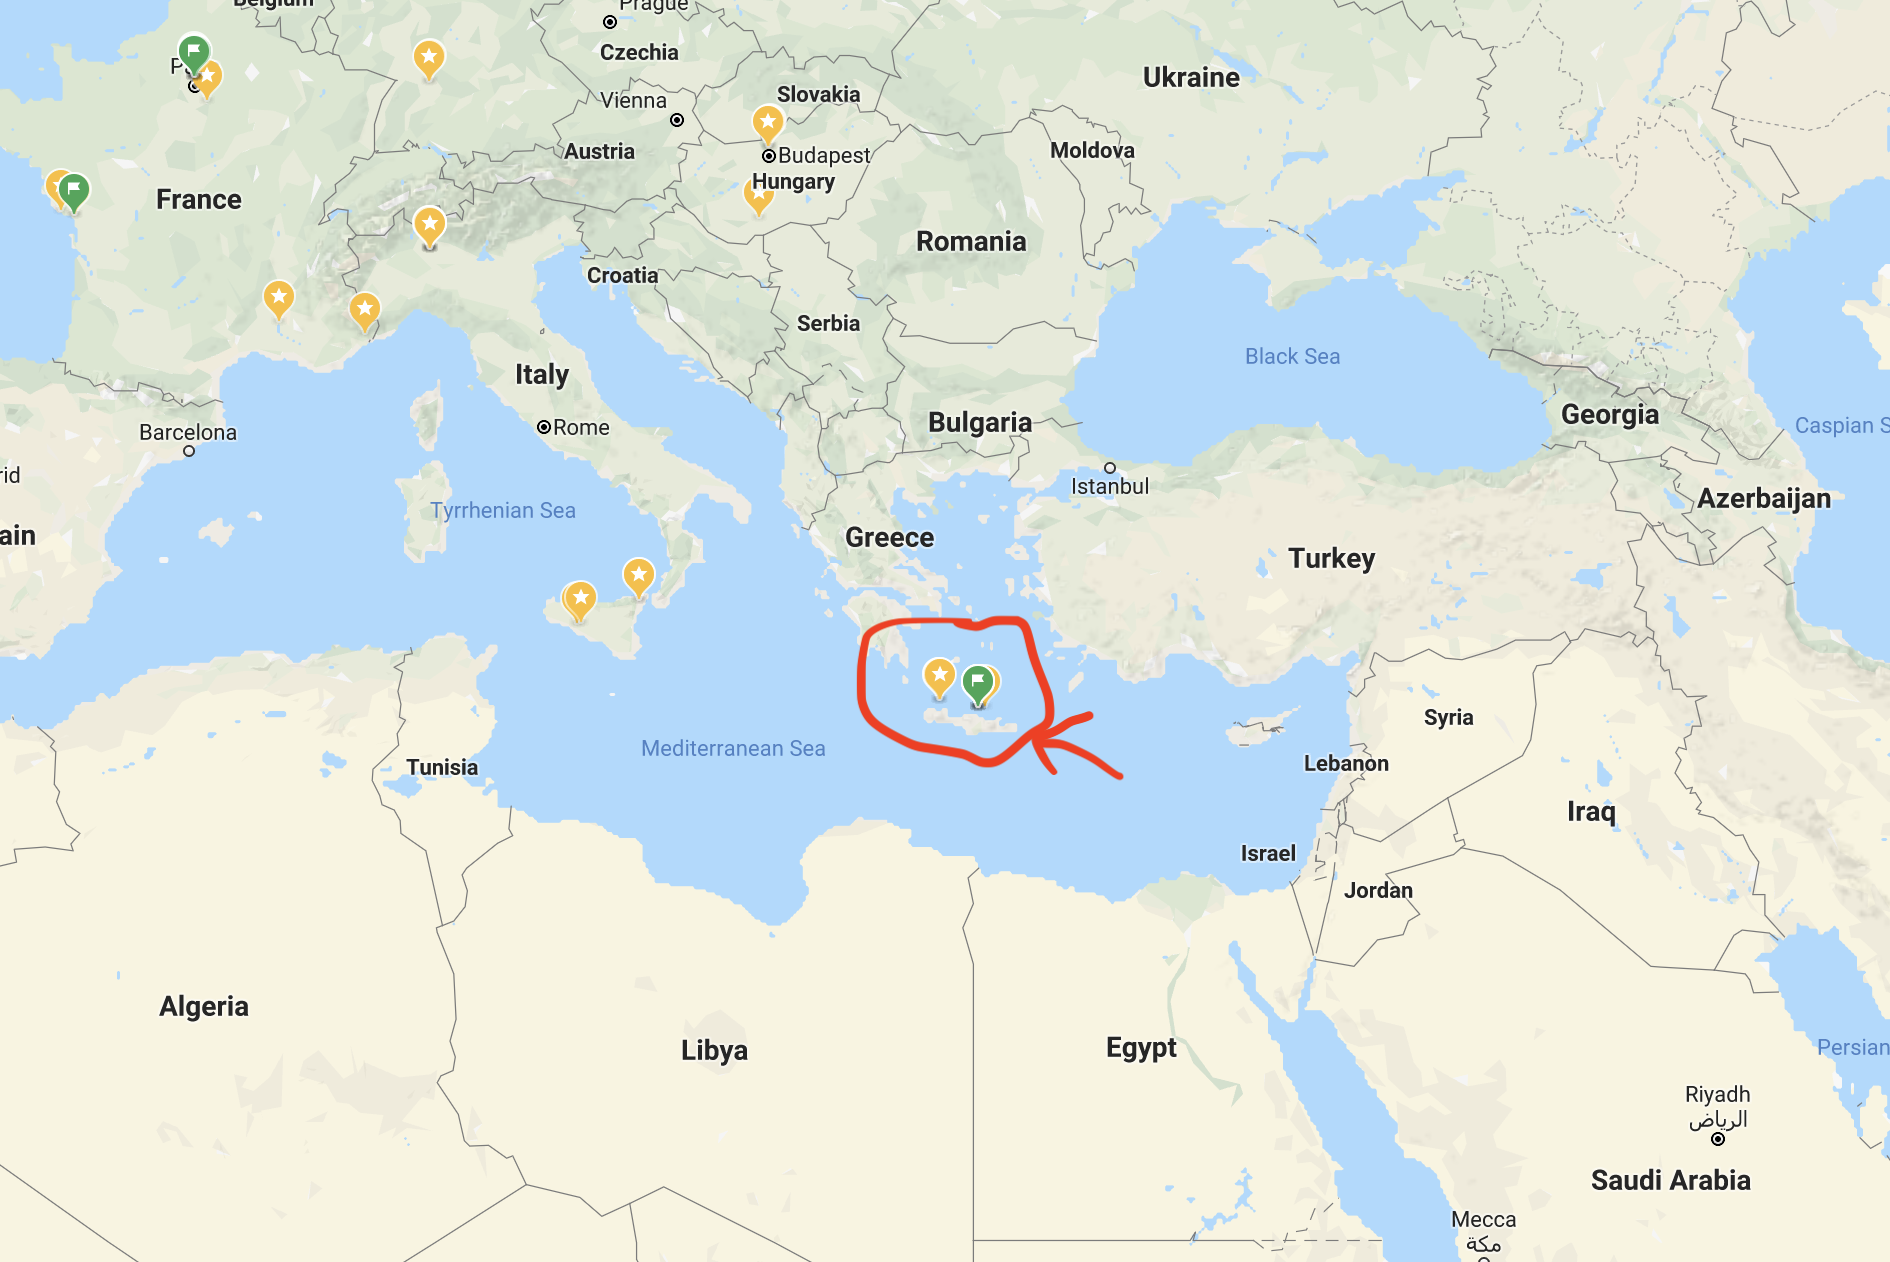 Belgium
Prague
Czechia
P
Ukraine
Slovakia
Vienna
Austria
Moldova
Budapest
Hungary
France
Romania
Croatia
Serbia
Black Sea
Italy
Georgia
Bulgaria
Caspian S
Rome
Barcelona
rid
Istanbul
Azerbaijan
Tyrrhenian Sea
ain
Greece
Turkey
Syria
Mediterranean Sea
Lebanon
Tunisia
Iraq
Israel
Jordan
Algeria
Libya
Egypt
Persian
Riyadh
الرياض
Saudi Arabia
Mecca
مكة